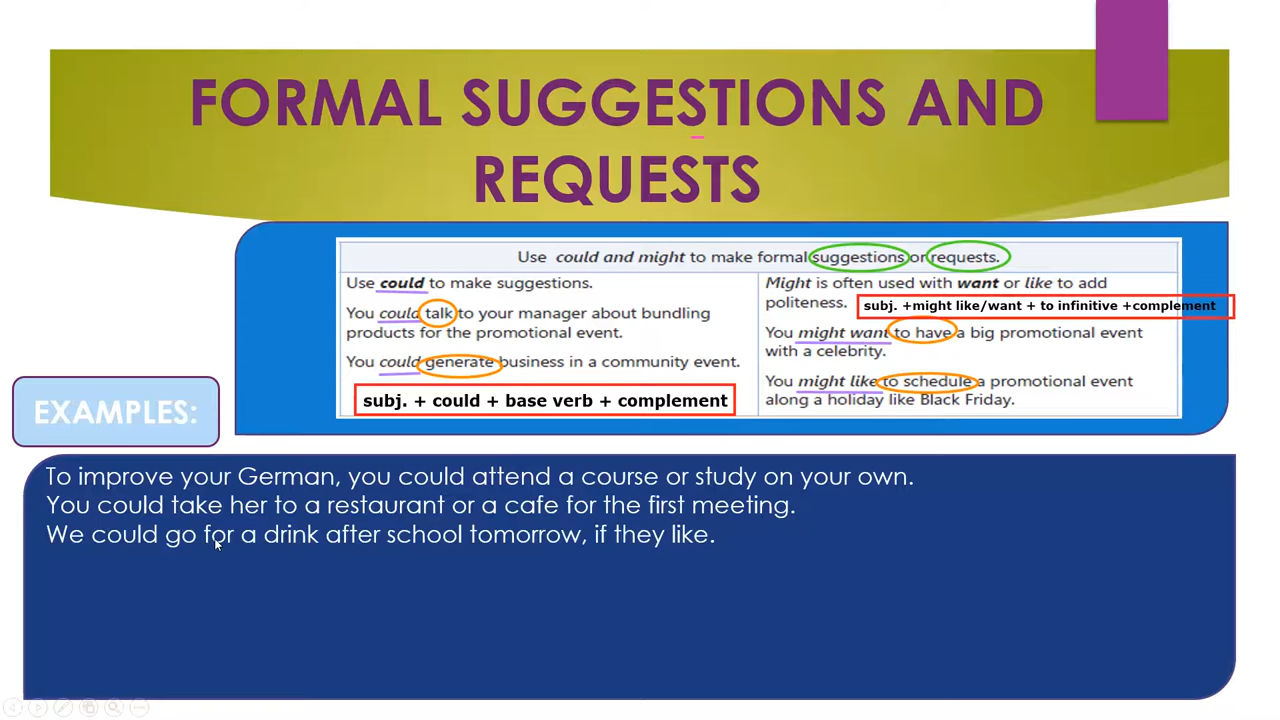 FORMAL SUGGESTIONS AND
REQUESTS
Use could and might to make formal suggestions or requests.
Use could to make suggestions.
You could talk to your manager about bundling
products for the promotional event.
You could generate business in a community event.
subj. + could + base verb + complement
Might is often used with want or like to add
politeness.
subj. +might like/want + to infinitive +complement
You might want to have a big promotional event
with a celebrity.
You might like to schedule a promotional event
along a holiday like Black Friday.
EXAMPLES:
To improve your German, you could attend a course or study on your own.
You could take her to a restaurant or a cafe for the first meeting.
We could go for a drink after school tomorrow, if they like.